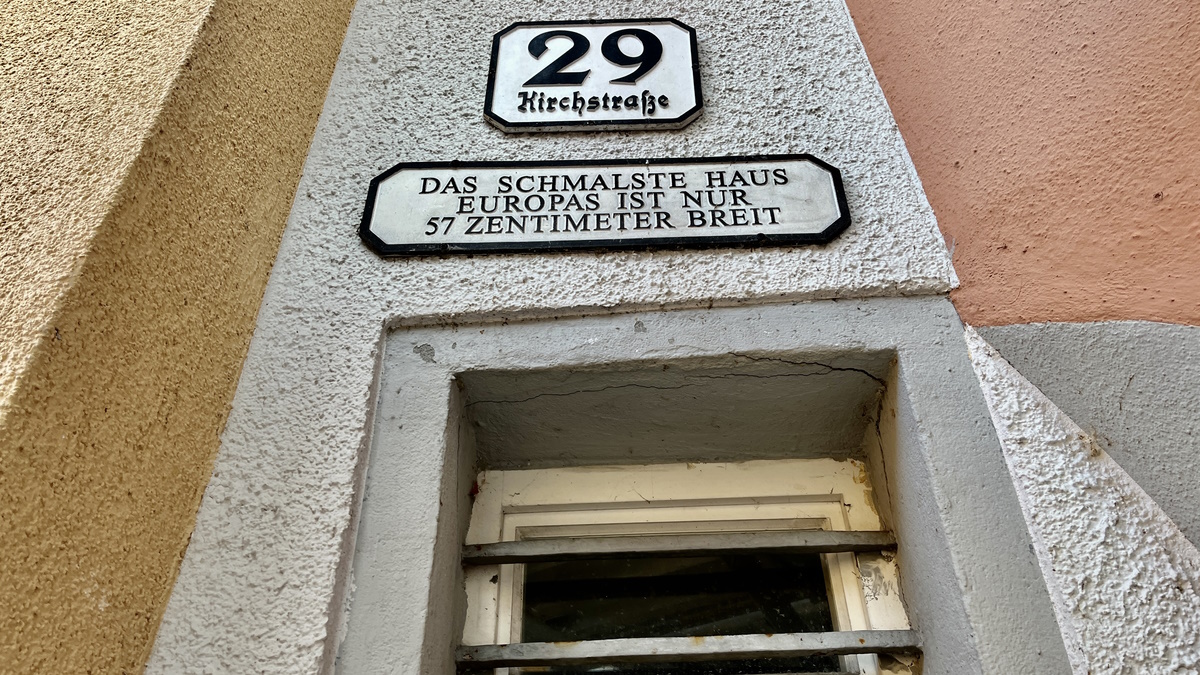 29
Kirchstraße
DAS SCHMALSTE HAUS
EUROPAS IST NUR
57 ZENTIMETER BREIT